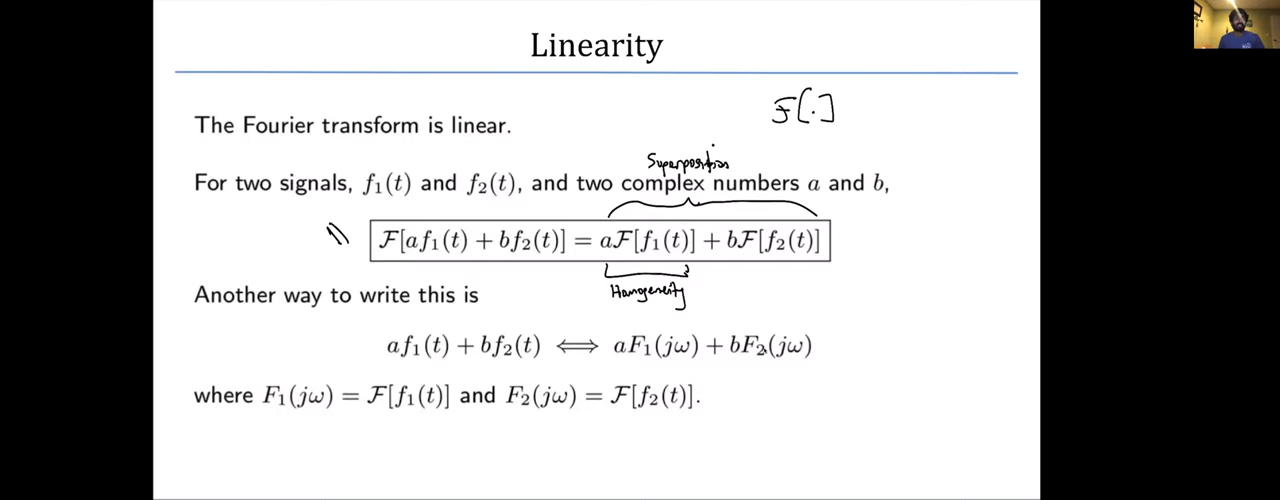 Linearity
ℱ[·]
The Fourier transform is linear.
Superposition
For two signals, f₁(t) and f₂(t), and two complex numbers a and b,
ℱ[af₁(t) + bf₂(t)] = aℱ[f₁(t)] + bℱ[f₂(t)]
Homogeneity
Another way to write this is
af₁(t) + bf₂(t) ⟺ aF₁(jω) + bF₂(jω)
where F₁(jω) = ℱ[f₁(t)] and F₂(jω) = ℱ[f₂(t)].